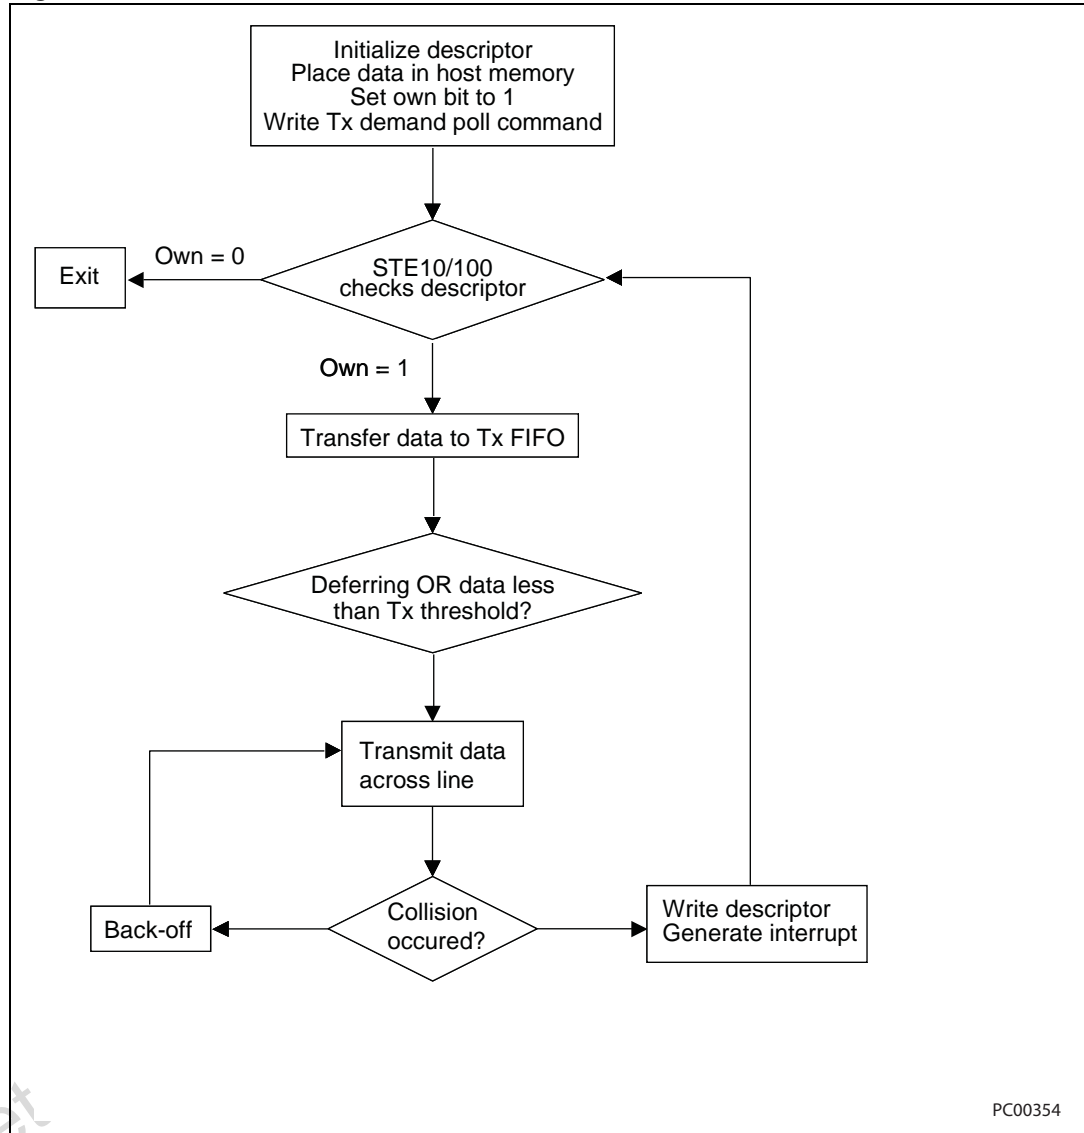 Initialize descriptor
Place data in host memory
Set own bit to 1
Write Tx demand poll command
Exit
Own = 0
STE10/100
checks descriptor
Own = 1
Transfer data to Tx FIFO
Deferring OR data less
than Tx threshold?
Transmit data
across line
Back-off
Collision
occured?
Write descriptor
Generate interrupt
PC00354